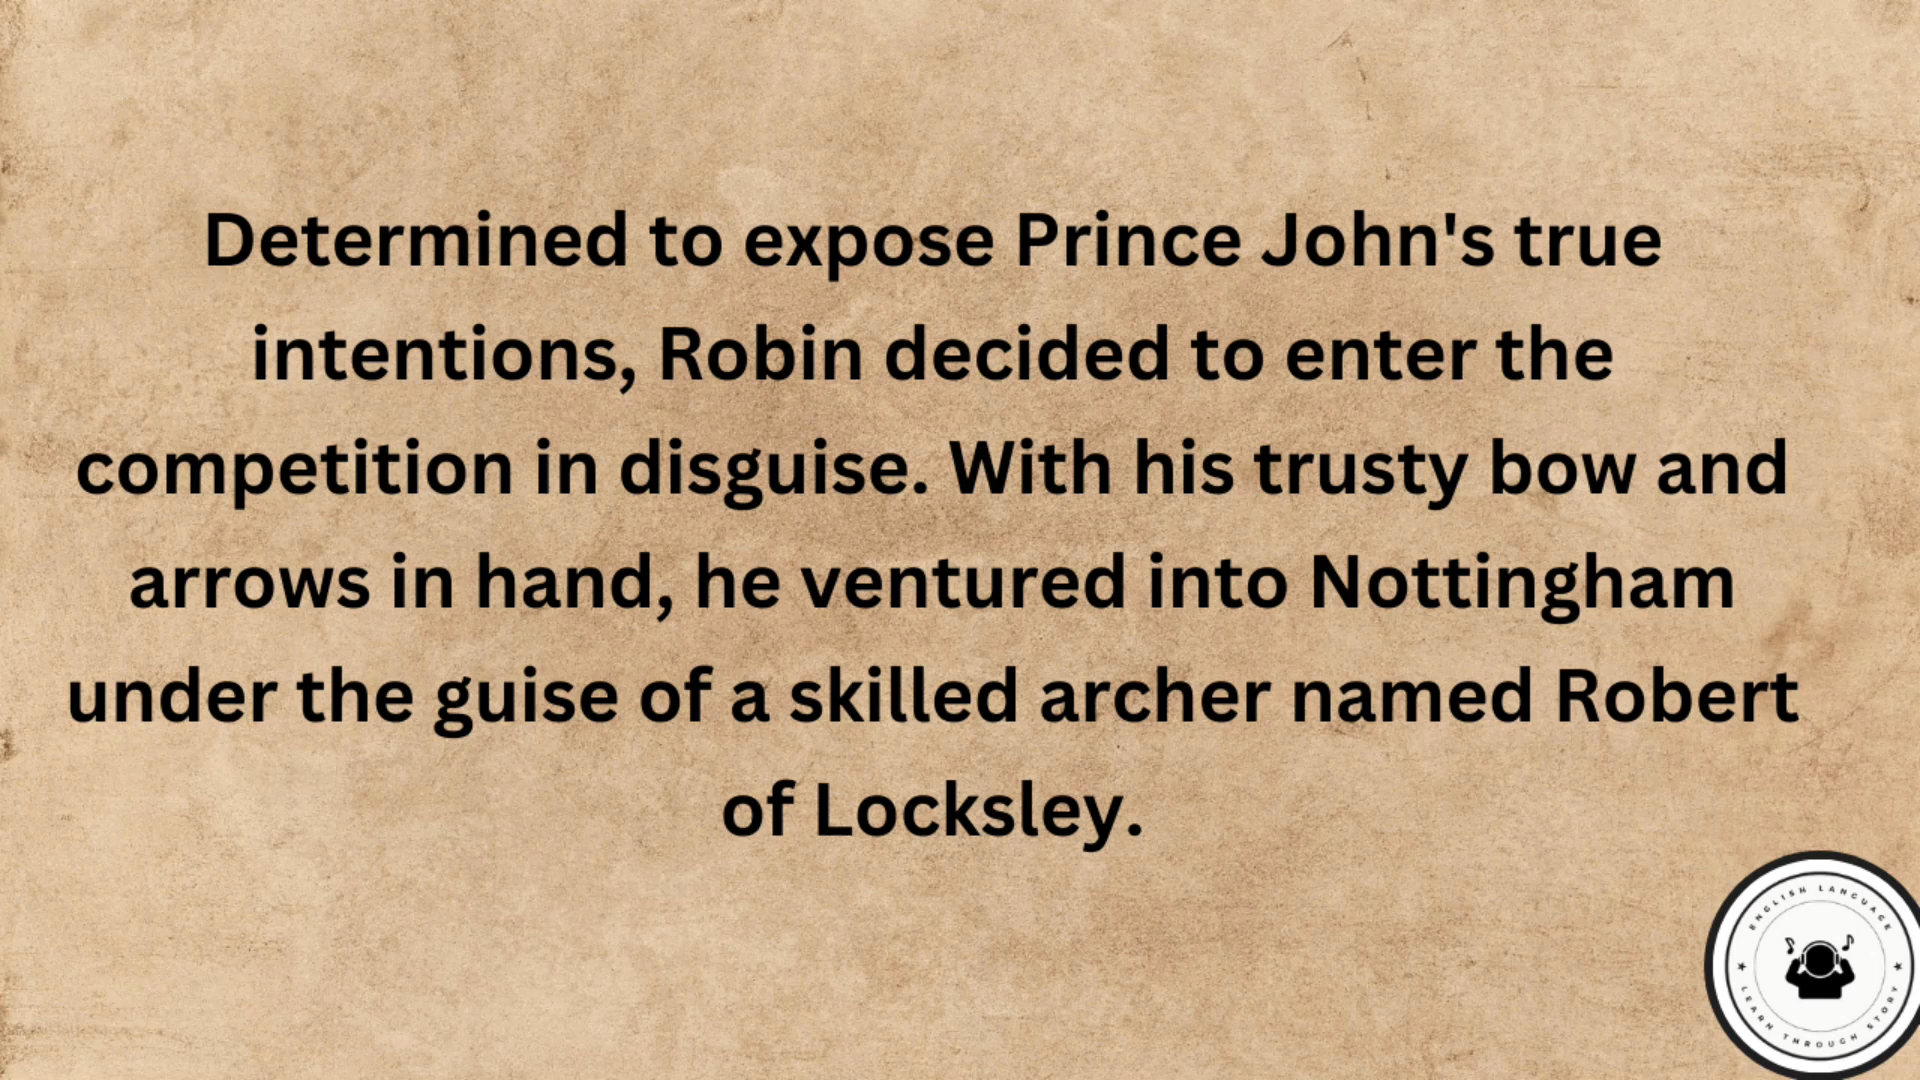 Determined to expose Prince John's true
intentions, Robin decided to enter the
competition in disguise. With his trusty bow and
arrows in hand, he ventured into Nottingham
under the guise of a skilled archer named Robert
of Locksley.
ENGLISH LANGUAGE
LEARN THROUGH STORY